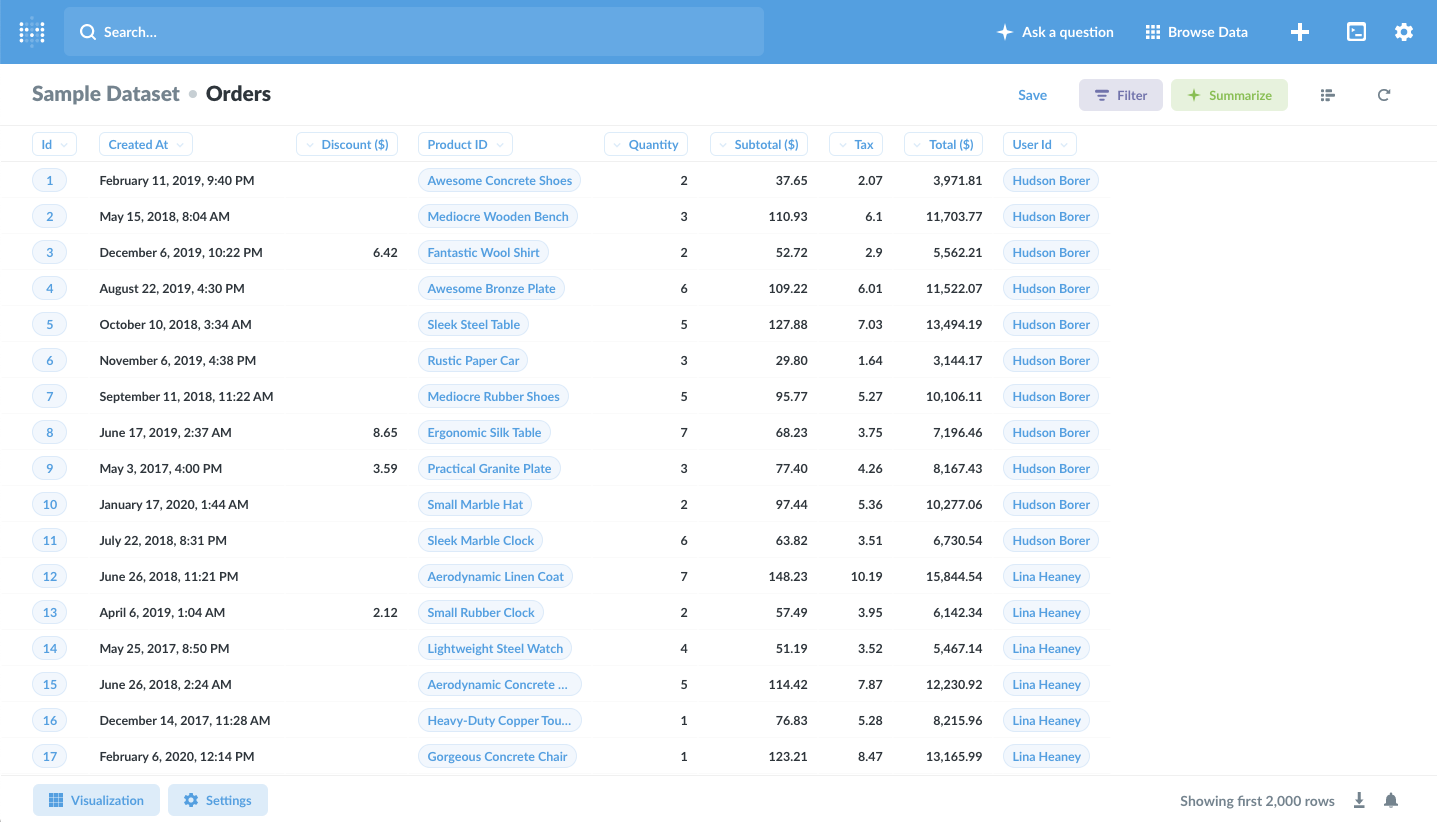 Search...
Ask a question
Browse Data
Sample Dataset • Orders
Save
Filter
Summarize
Id Created At Discount ($) Product ID Quantity Subtotal ($) Tax Total ($) User Id
1 February 11, 2019, 9:40 PM Awesome Concrete Shoes 2 37.65 2.07 3,971.81 Hudson Borer
2 May 15, 2018, 8:04 AM Mediocre Wooden Bench 3 110.93 6.1 11,703.77 Hudson Borer
3 December 6, 2019, 10:22 PM 6.42 Fantastic Wool Shirt 2 52.72 2.9 5,562.21 Hudson Borer
4 August 22, 2019, 4:30 PM Awesome Bronze Plate 6 109.22 6.01 11,522.07 Hudson Borer
5 October 10, 2018, 3:34 AM Sleek Steel Table 5 127.88 7.03 13,494.19 Hudson Borer
6 November 6, 2019, 4:38 PM Rustic Paper Car 3 29.80 1.64 3,144.17 Hudson Borer
7 September 11, 2018, 11:22 AM Mediocre Rubber Shoes 5 95.77 5.27 10,106.11 Hudson Borer
8 June 17, 2019, 2:37 AM 8.65 Ergonomic Silk Table 7 68.23 3.75 7,196.46 Hudson Borer
9 May 3, 2017, 4:00 PM 3.59 Practical Granite Plate 3 77.40 4.26 8,167.43 Hudson Borer
10 January 17, 2020, 1:44 AM Small Marble Hat 2 97.44 5.36 10,277.06 Hudson Borer
11 July 22, 2018, 8:31 PM Sleek Marble Clock 6 63.82 3.51 6,730.54 Hudson Borer
12 June 26, 2018, 11:21 PM Aerodynamic Linen Coat 7 148.23 10.19 15,844.54 Lina Heaney
13 April 6, 2019, 1:04 AM 2.12 Small Rubber Clock 2 57.49 3.95 6,142.34 Lina Heaney
14 May 25, 2017, 8:50 PM Lightweight Steel Watch 4 51.19 3.52 5,467.14 Lina Heaney
15 June 26, 2018, 2:24 AM Aerodynamic Concrete ... 5 114.42 7.87 12,230.92 Lina Heaney
16 December 14, 2017, 11:28 AM Heavy-Duty Copper Tou... 1 76.83 5.28 8,215.96 Lina Heaney
17 February 6, 2020, 12:14 PM Gorgeous Concrete Chair 1 123.21 8.47 13,165.99 Lina Heaney
Visualization
Settings
Showing first 2,000 rows